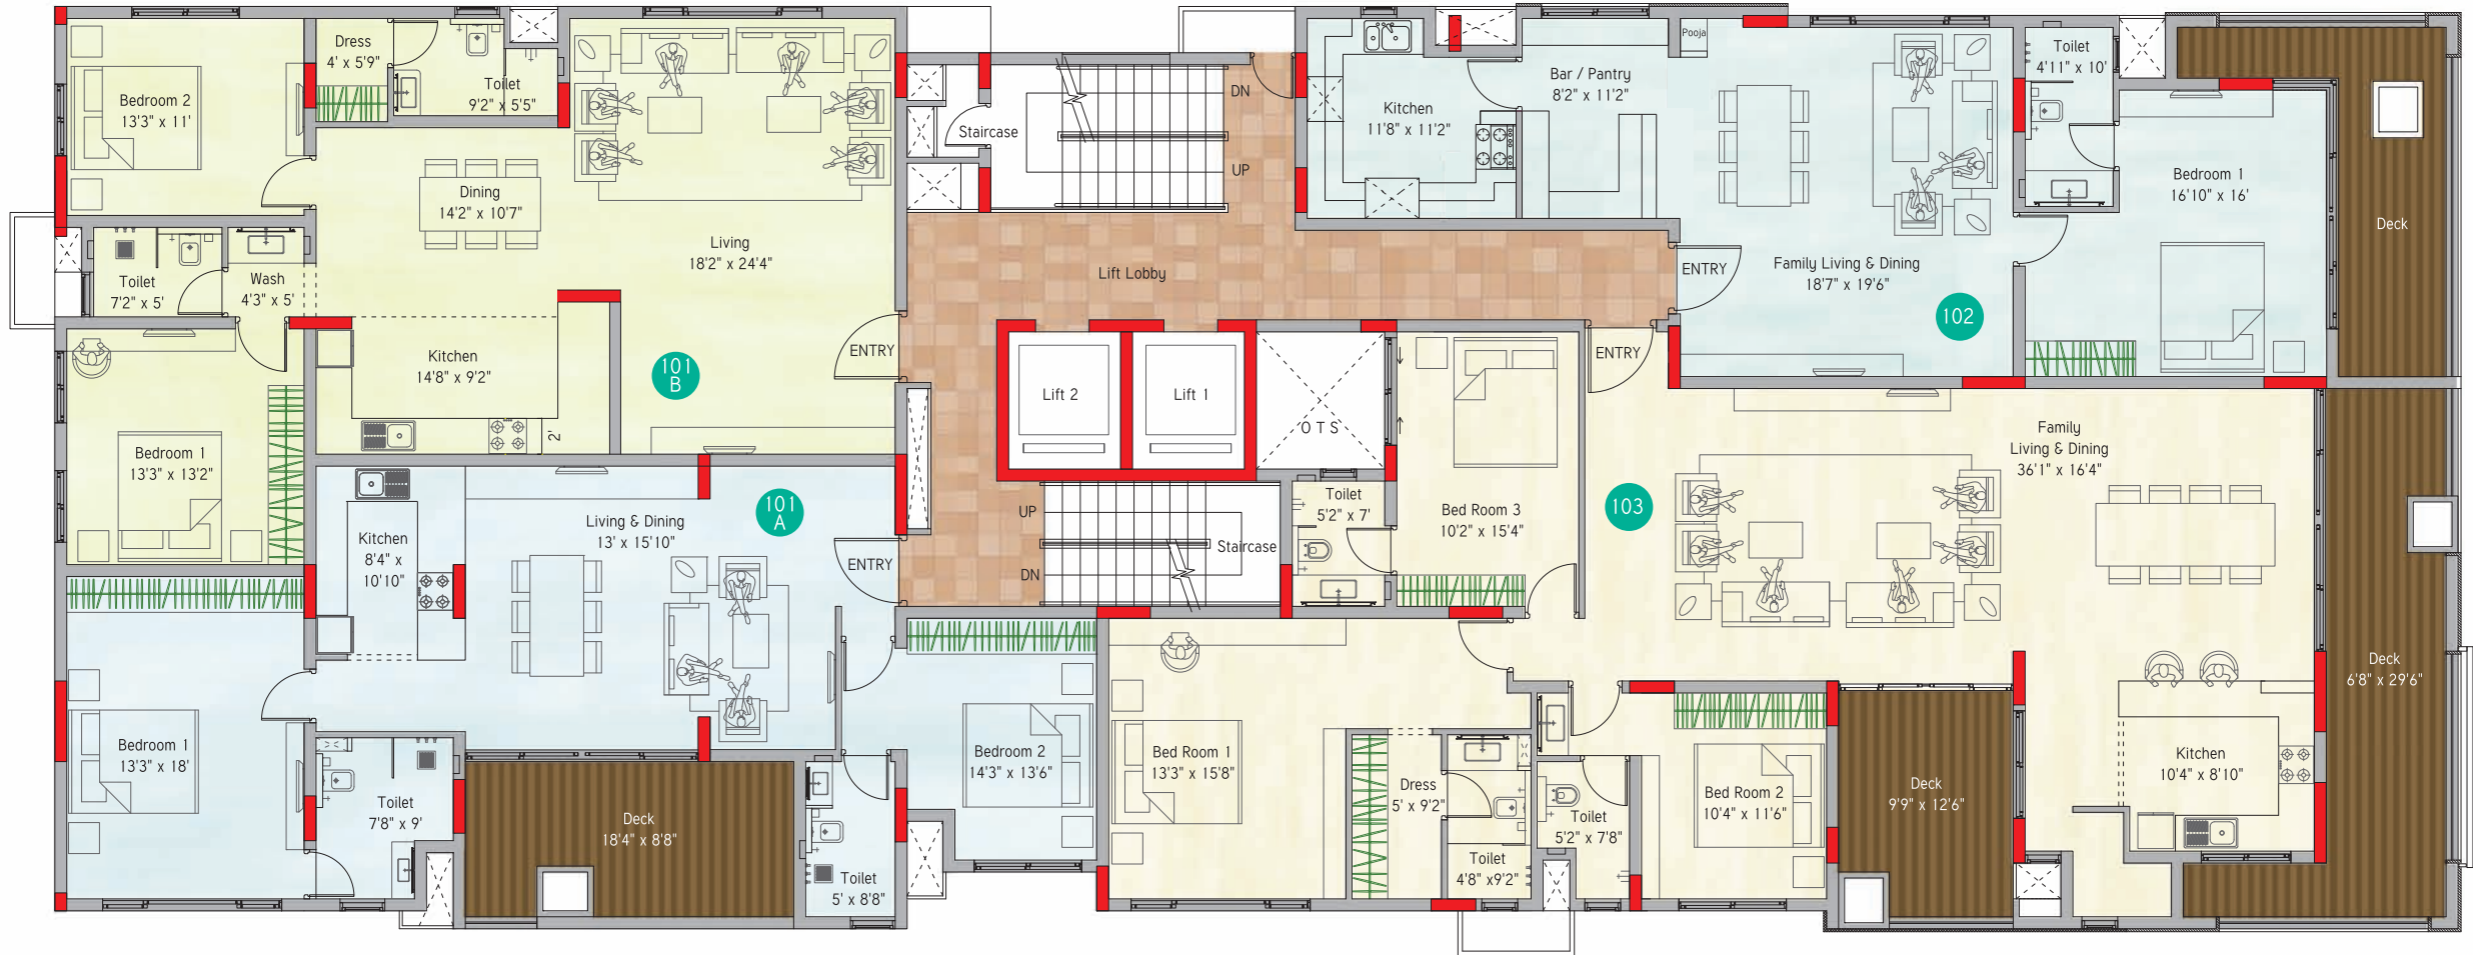 Bedroom 2
13'3" x 11'
Dress
4' x 5'9"
Toilet
9'2" x 5'5"
Dining
14'2" x 10'7"
Living
18'2" x 24'4"
Toilet
7'2" x 5'
Wash
4'3" x 5'
Kitchen
14'8" x 9'2"
2'
101
B
ENTRY
Bedroom 1
13'3" x 13'2"
Kitchen
8'4" x
10'10"
Living & Dining
13' x 15'10"
101
A
ENTRY
Bedroom 1
13'3" x 18'
Toilet
7'8" x 9'
Deck
18'4" x 8'8"
Toilet
5' x 8'8"
Bedroom 2
14'3" x 13'6"
Staircase
DN
UP
Lift Lobby
Lift 2
Lift 1
O T S
UP
DN
Staircase
Kitchen
11'8" x 11'2"
Bar / Pantry
8'2" x 11'2"
Pooja
Family Living & Dining
18'7" x 19'6"
ENTRY
102
Toilet
4'11" x 10'
Bedroom 1
16'10" x 16'
Deck
ENTRY
Toilet
5'2" x 7'
Bed Room 3
10'2" x 15'4"
103
Family
Living & Dining
36'1" x 16'4"
Bed Room 1
13'3" x 15'8"
Dress
5' x 9'2"
Toilet
4'8" x9'2"
Toilet
5'2" x 7'8"
Bed Room 2
10'4" x 11'6"
Deck
9'9" x 12'6"
Kitchen
10'4" x 8'10"
Deck
6'8" x 29'6"